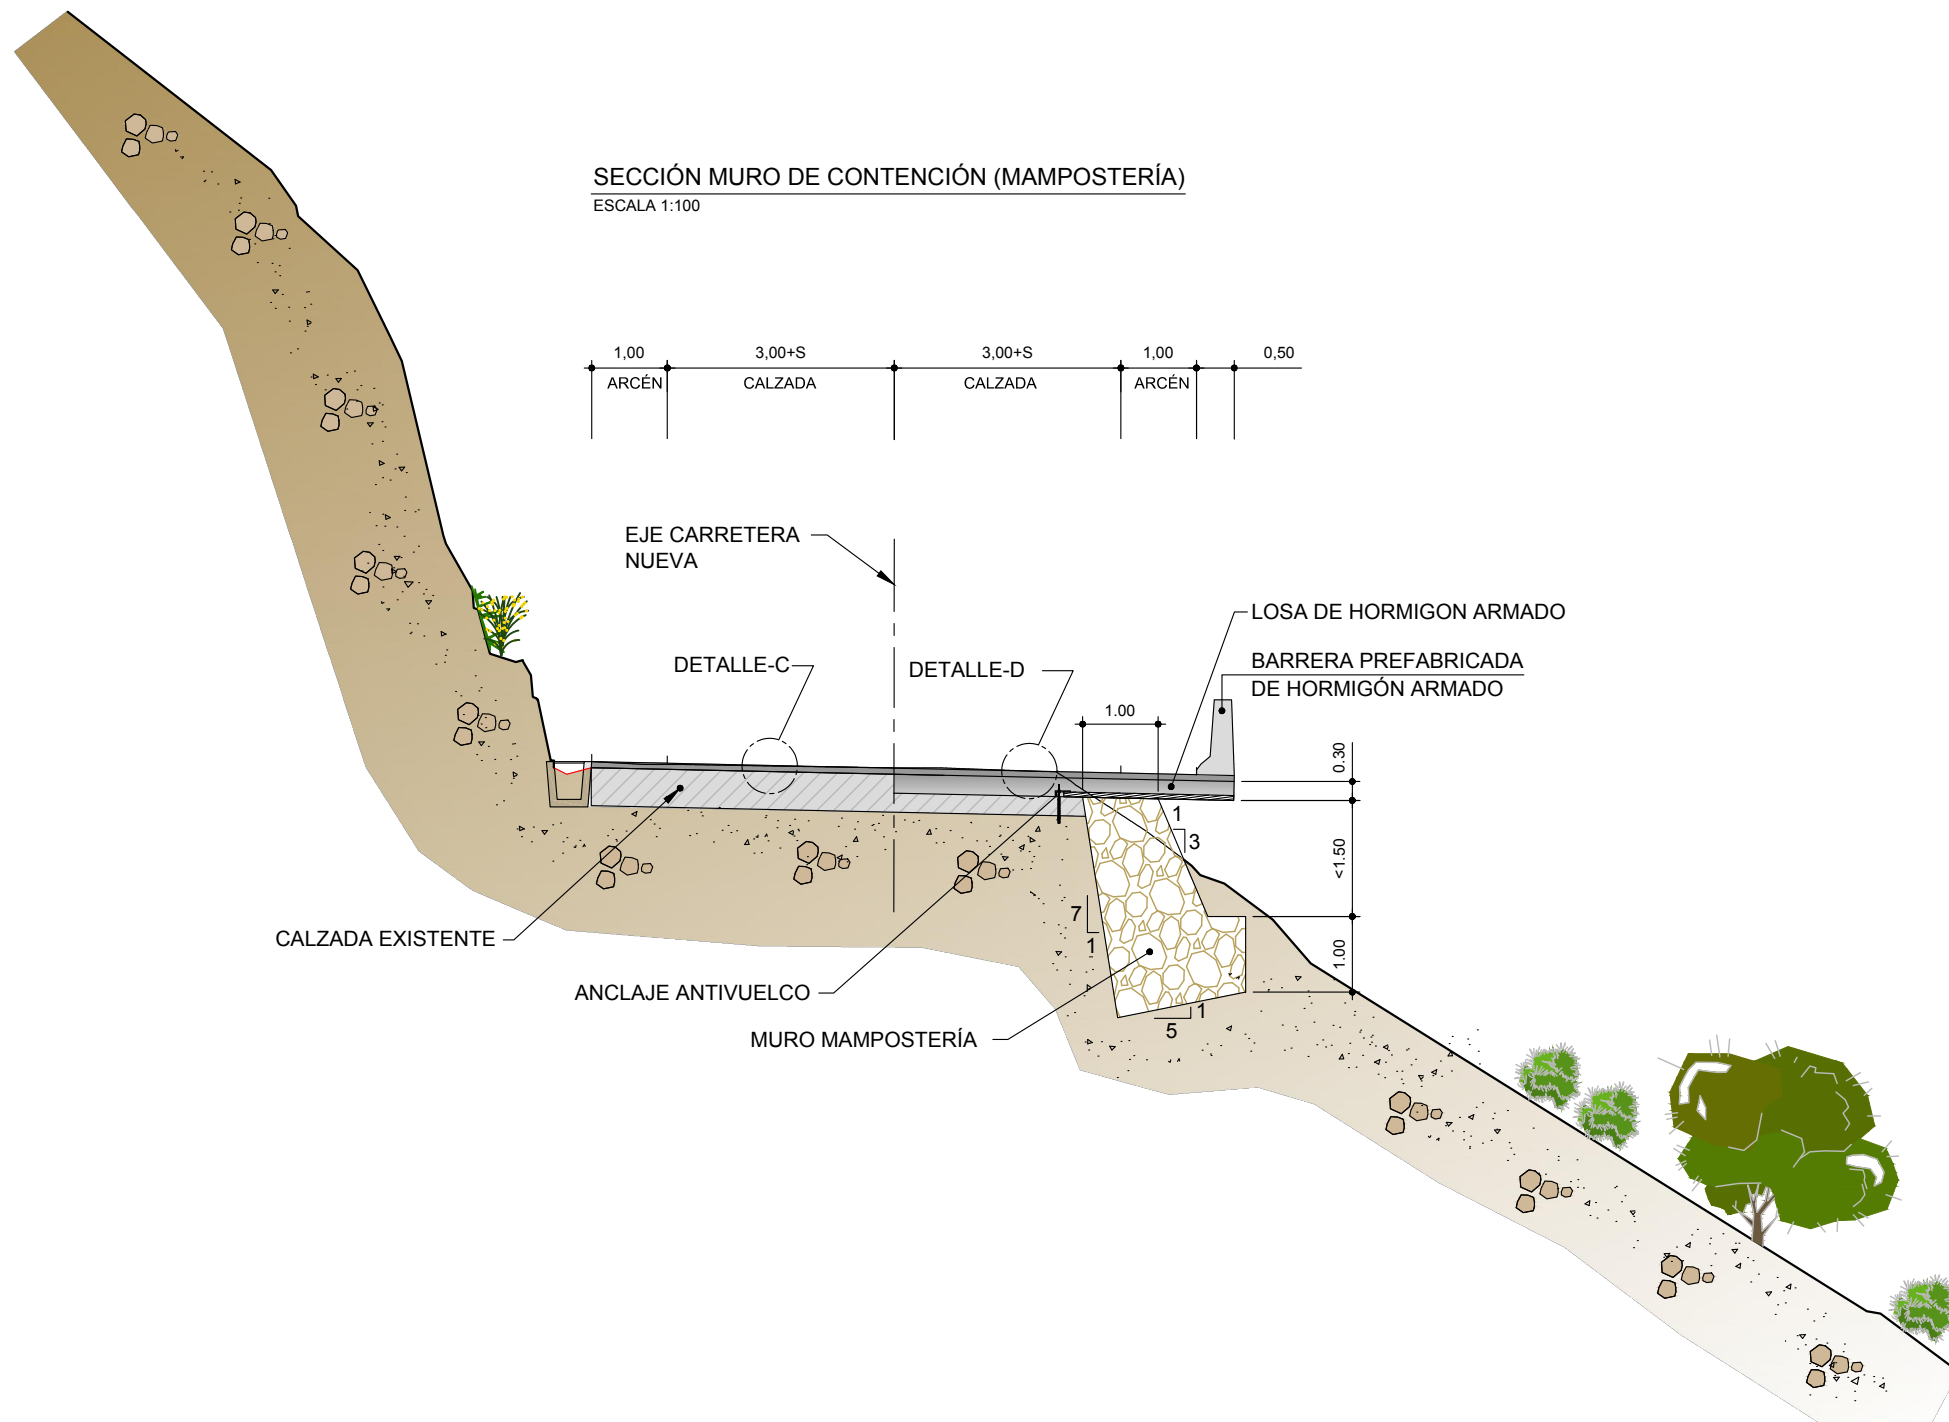 SECCIÓN MURO DE CONTENCIÓN (MAMPOSTERÍA)
ESCALA 1:100
1,00 3,00+S 3,00+S 1,00 0,50
ARCÉN CALZADA CALZADA ARCÉN
EJE CARRETERA
NUEVA
LOSA DE HORMIGON ARMADO
DETALLE-C
DETALLE-D
BARRERA PREFABRICADA
DE HORMIGÓN ARMADO
1.00
0.30
1
3
<1.50
7
1
CALZADA EXISTENTE
1.00
ANCLAJE ANTIVUELCO
1
5
MURO MAMPOSTERÍA